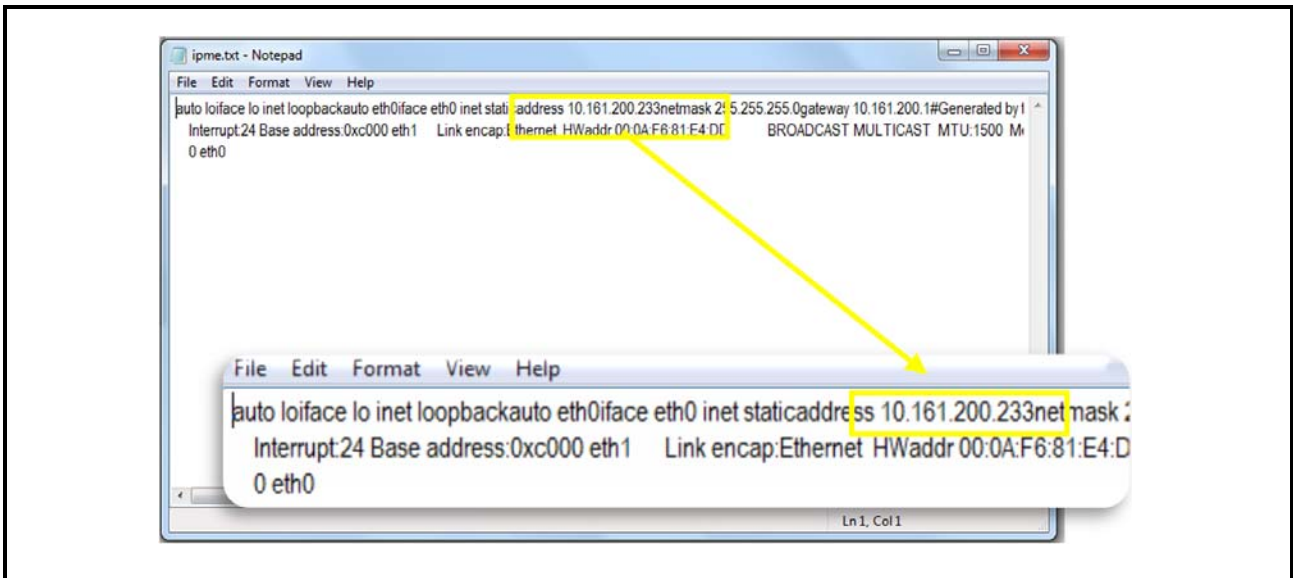 ipme.txt - Notepad
File Edit Format View Help
auto loiface lo inet loopbackauto eth0iface eth0 inet staticaddress 10.161.200.233netmask 255.255.255.0gateway 10.161.200.1#Generated by
Interrupt:24 Base address:0xc000 eth1 Link encap:Ethernet HWaddr 00:0A:F6:81:E4:DD BROADCAST MULTICAST MTU:1500
0 eth0
File Edit Format View Help
auto loiface lo inet loopbackauto eth0iface eth0 inet staticaddress 10.161.200.233netmask 2
Interrupt:24 Base address:0xc000 eth1 Link encap:Ethernet HWaddr 00:0A:F6:81:E4:D
0 eth0
Ln 1, Col 1